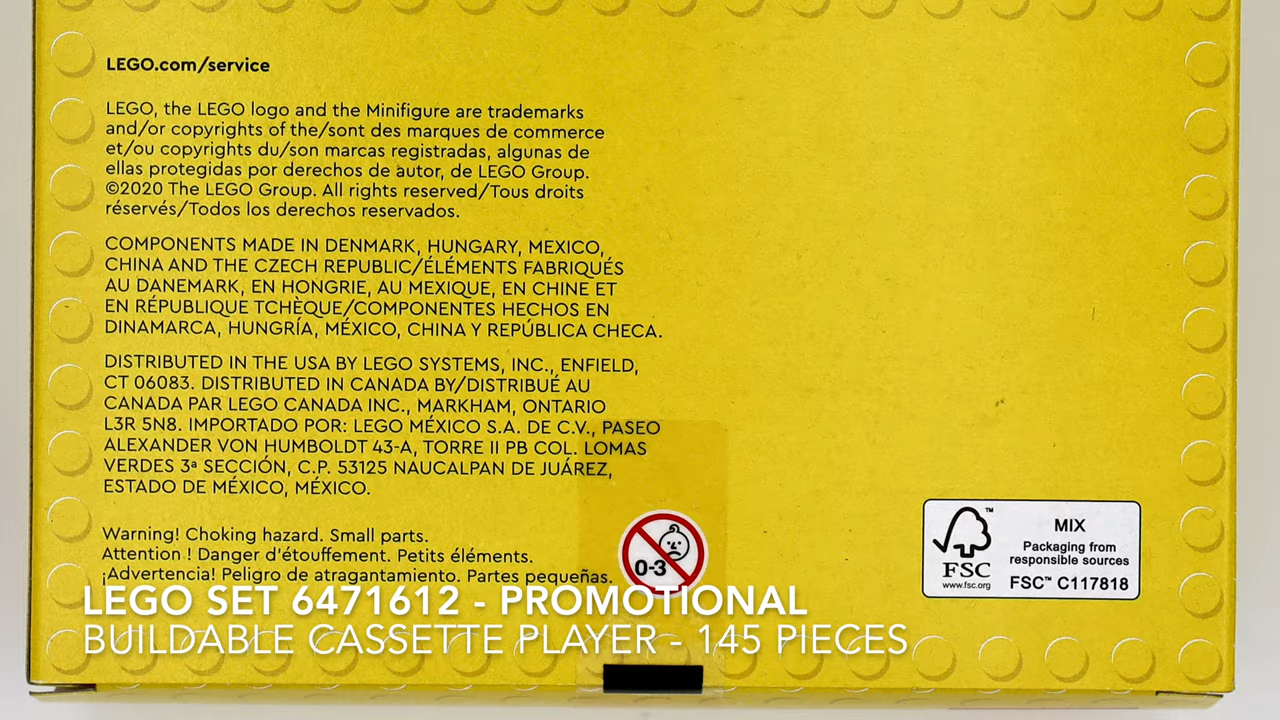 LEGO.com/service
LEGO, the LEGO logo and the Minifigure are trademarks
and/or copyrights of the/sont des marques de commerce
et/ou copyrights du/son marcas registradas, algunas de
ellas protegidas por derechos de autor, de LEGO Group.
©2020 The LEGO Group. All rights reserved/Tous droits
réservés/Todos los derechos reservados.
COMPONENTS MADE IN DENMARK, HUNGARY, MEXICO,
CHINA AND THE CZECH REPUBLIC/ÉLÉMENTS FABRIQUÉS
AU DANEMARK, EN HONGRIE, AU MEXIQUE, EN CHINE ET
EN RÉPUBLIQUE TCHÈQUE/COMPONENTES HECHOS EN
DINAMARCA, HUNGRÍA, MÉXICO, CHINA Y REPÚBLICA CHECA.
DISTRIBUTED IN THE USA BY LEGO SYSTEMS, INC., ENFIELD,
CT 06083. DISTRIBUTED IN CANADA BY/DISTRIBUÉ AU
CANADA PAR LEGO CANADA INC., MARKHAM, ONTARIO
L3R 5N8. IMPORTADO POR: LEGO MÉXICO S.A. DE C.V., PASEO
ALEXANDER VON HUMBOLDT 43-A, TORRE II PB COL. LOMAS
VERDES 3ª SECCIÓN, C.P. 53125 NAUCALPAN DE JUÁREZ,
ESTADO DE MÉXICO, MÉXICO.
Warning! Choking hazard. Small parts.
Attention ! Danger d'étouffement. Petits éléments.
¡Advertencia! Peligro de atragantamiento. Partes pequeñas.
0-3
FSC
www.fsc.org
MIX
Packaging from
responsible sources
FSC™ C117818
LEGO SET 6471612 - PROMOTIONAL
BUILDABLE CASSETTE PLAYER - 145 PIECES